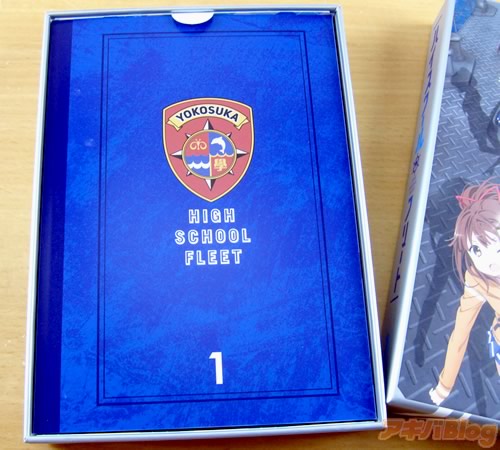 YOKOSUKA
學
HIGH
SCHOOL
FLEET
1
アキバBlog